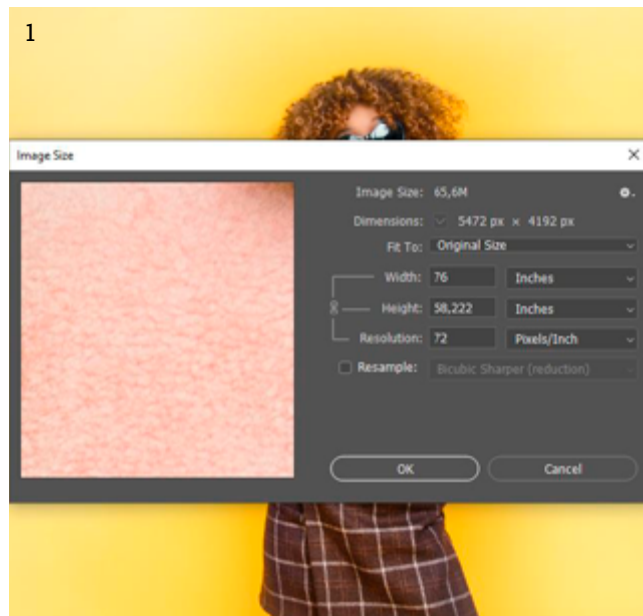 1
Image Size
Image Size: 65,6M
Dimensions: 5472 px × 4192 px
Fit To: Original Size
Width: 76 Inches
Height: 58,222 Inches
Resolution: 72 Pixels/Inch
Resample: Bicubic Sharper (reduction)
OK Cancel